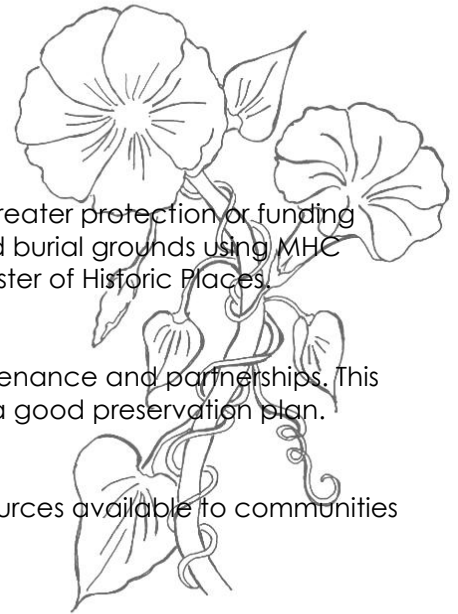 reater protection or funding
d burial grounds using MHC
ster of Historic Places.
enance and partnerships. This
a good preservation plan.
urces available to communities